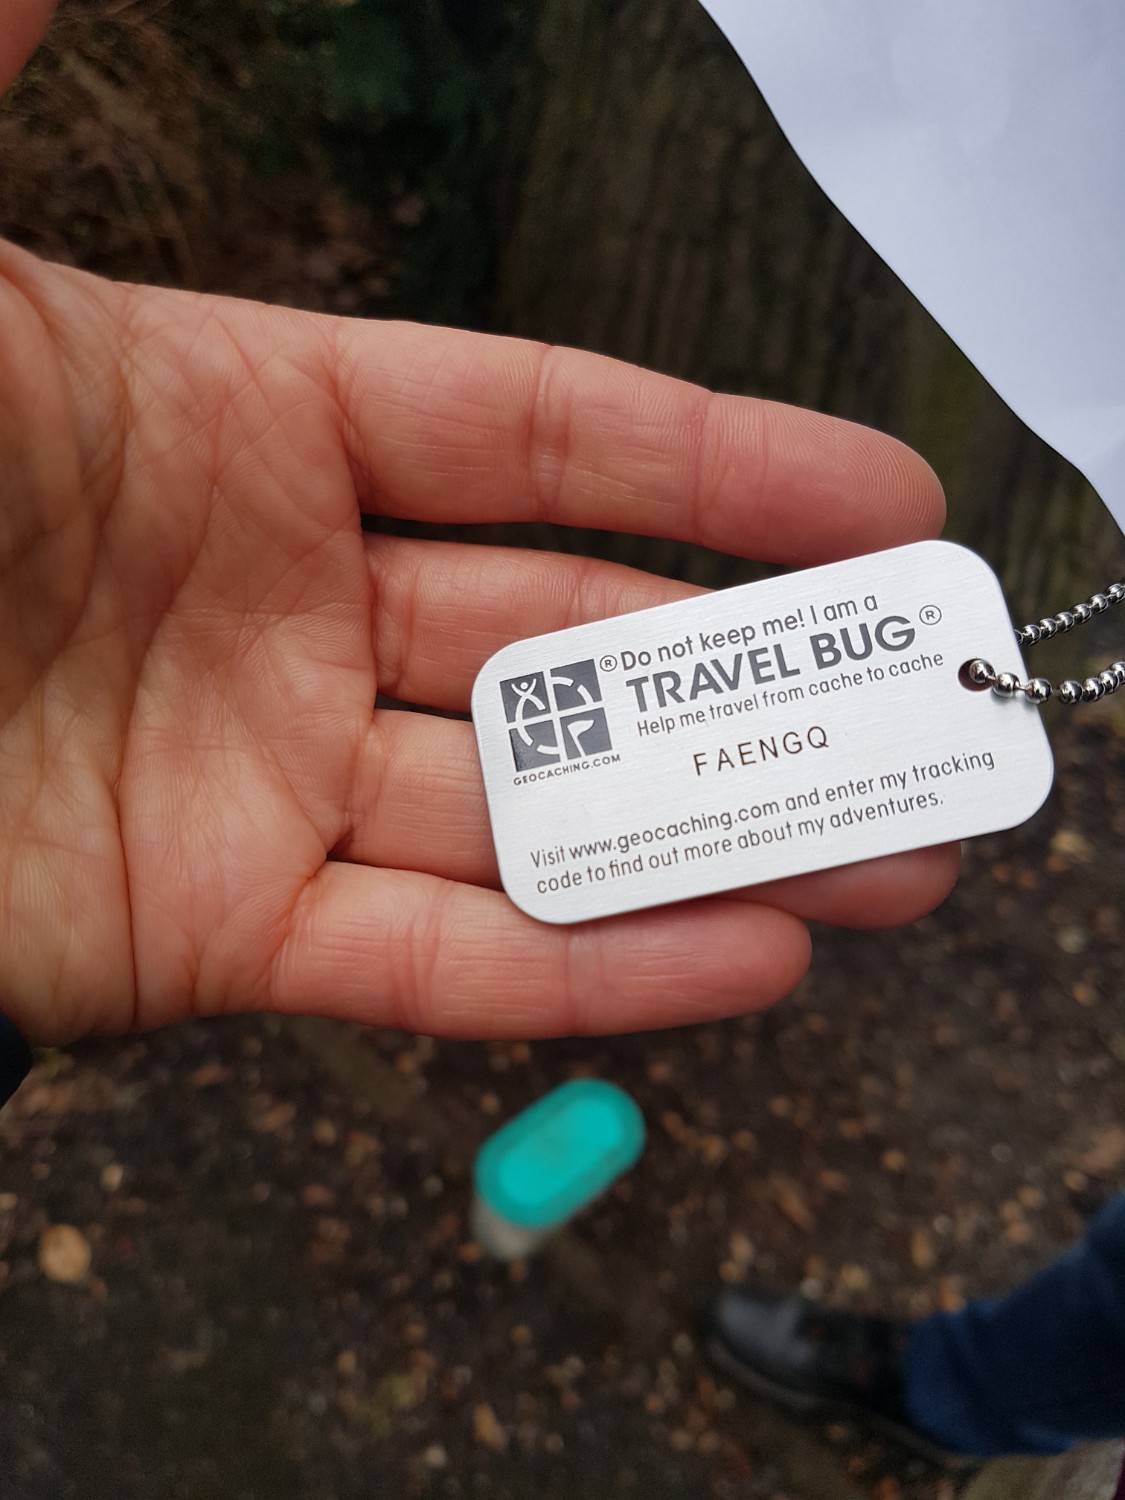 Do not keep me! I am a
TRAVEL BUG®
Help me travel from cache to cache
®
GEOCACHING.COM
FAENGQ
Visit www.geocaching.com and enter my tracking
code to find out more about my adventures.